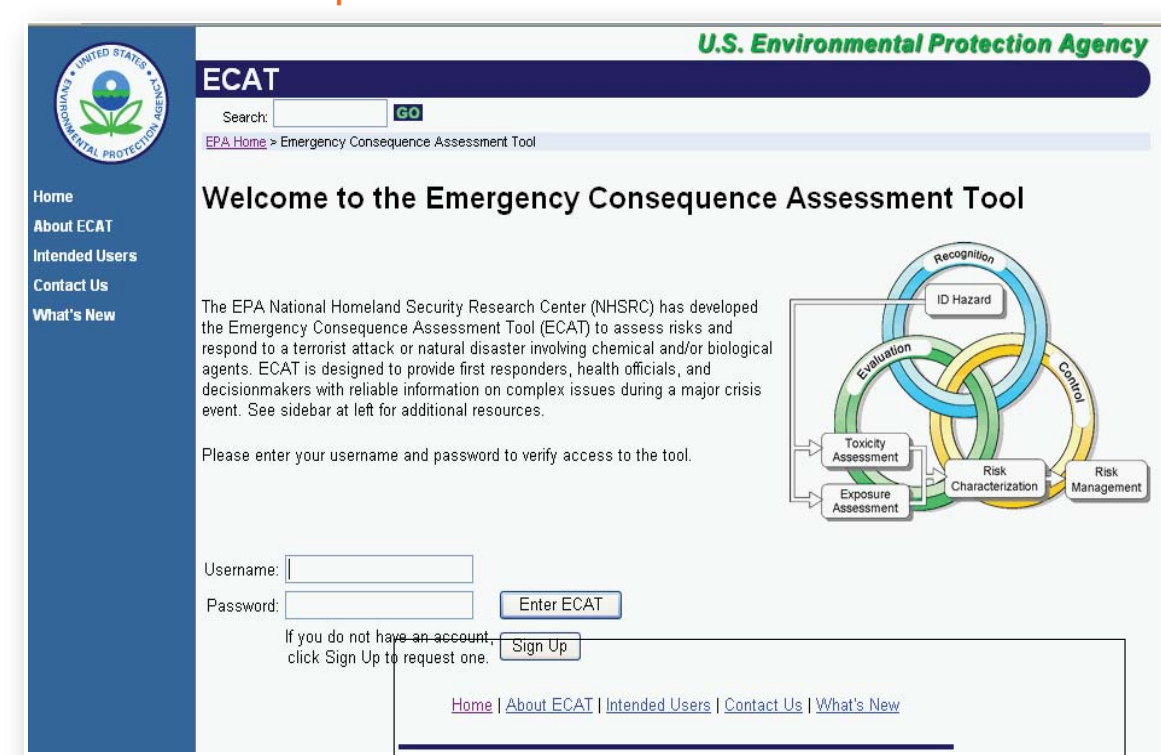 U.S. Environmental Protection Agency
UNITED STATES
ENVIRONMENTAL PROTECTION AGENCY
ECAT
Search: GO
EPA Home > Emergency Consequence Assessment Tool
Home
About ECAT
Intended Users
Contact Us
What's New
Welcome to the Emergency Consequence Assessment Tool
The EPA National Homeland Security Research Center (NHSRC) has developed
the Emergency Consequence Assessment Tool (ECAT) to assess risks and
respond to a terrorist attack or natural disaster involving chemical and/or biological
agents. ECAT is designed to provide first responders, health officials, and
decisionmakers with reliable information on complex issues during a major crisis
event. See sidebar at left for additional resources.
Please enter your username and password to verify access to the tool.
Recognition
ID Hazard
Evaluation
Control
Toxicity
Assessment
Exposure
Assessment
Risk
Characterization
Risk
Management
Username:
Password: Enter ECAT
If you do not have an account,
click Sign Up to request one.
Sign Up
Home | About ECAT | Intended Users | Contact Us | What's New